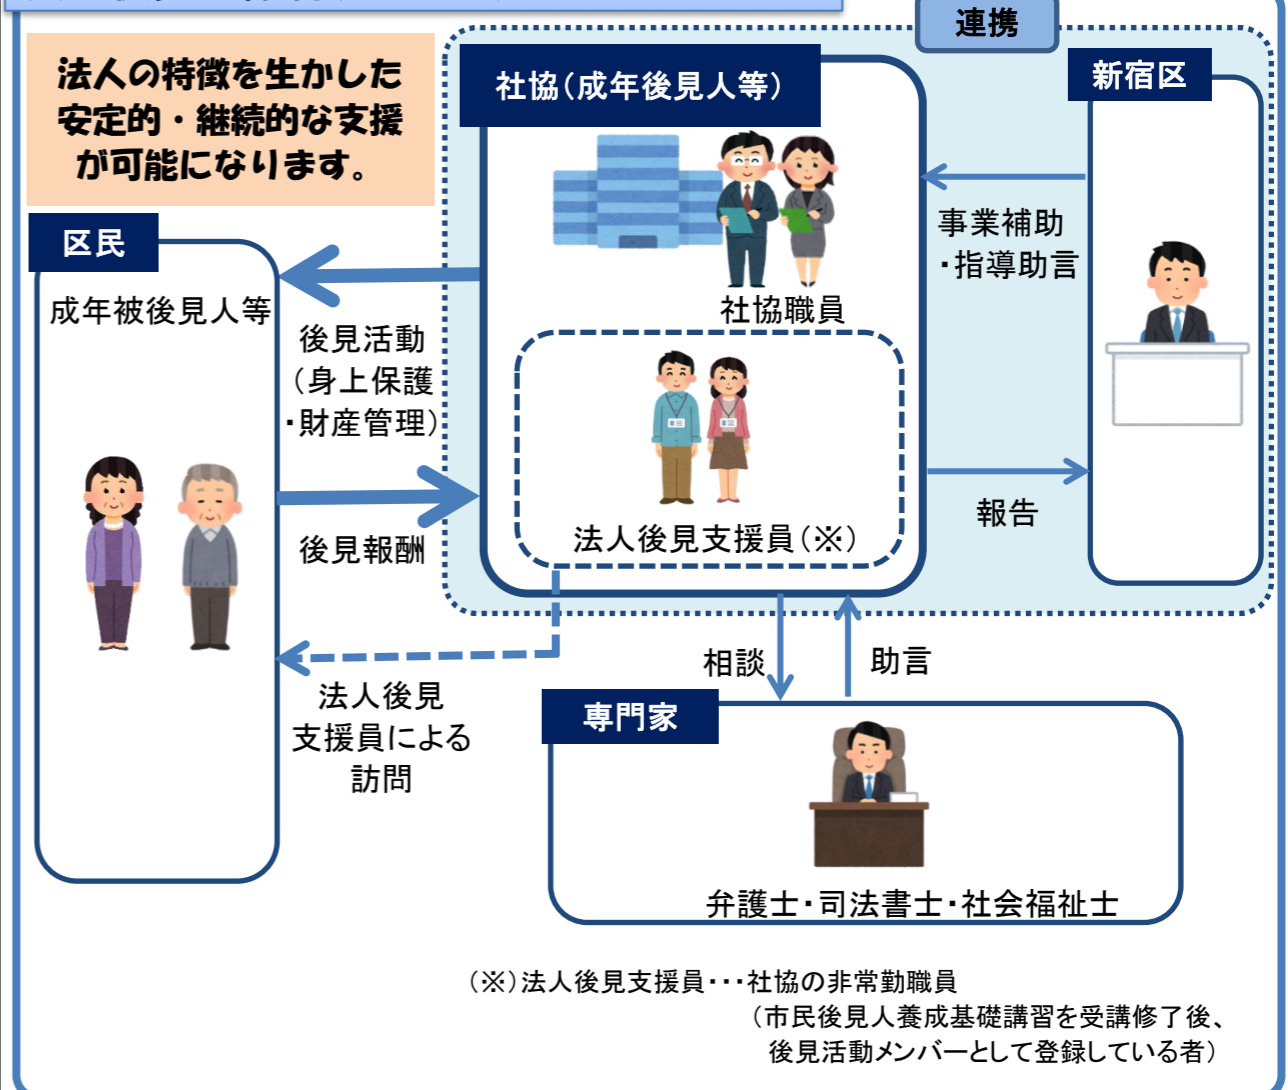 連携
法人の特徴を生かした
安定的・継続的な支援
が可能になります。
社協(成年後見人等)
新宿区
事業補助
・指導助言
区民
成年被後見人等
社協職員
後見活動
(身上保護
・財産管理)
後見報酬
法人後見支援員(※)
報告
相談
助言
法人後見
支援員による
訪問
専門家
弁護士・司法書士・社会福祉士
(※)法人後見支援員・・・社協の非常勤職員
(市民後見人養成基礎講習を受講修了後、
後見活動メンバーとして登録している者)